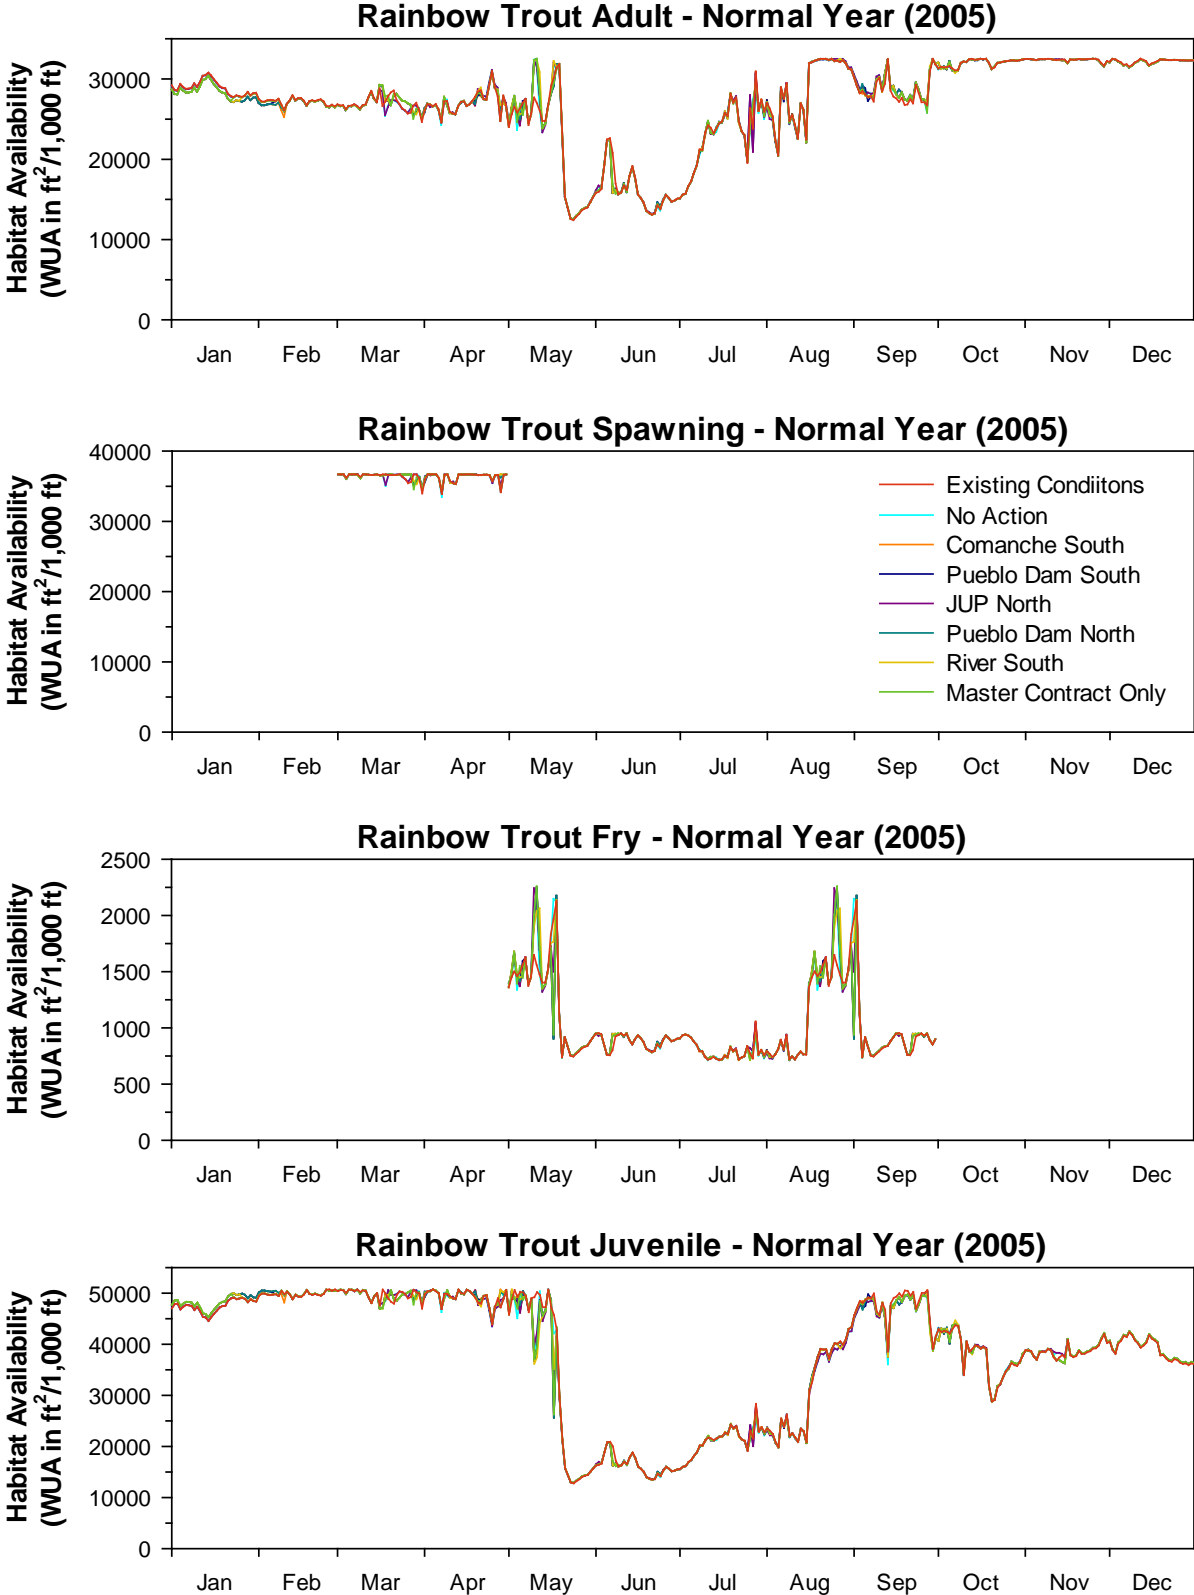 Rainbow Trout Adult - Normal Year (2005)
Habitat Availability
(WUA in ft²/1,000 ft)
30000
20000
10000
0
Jan Feb Mar Apr May Jun Jul Aug Sep Oct Nov Dec
Rainbow Trout Spawning - Normal Year (2005)
Habitat Availability
(WUA in ft²/1,000 ft)
40000
30000
20000
10000
0
Existing Condiitons
No Action
Comanche South
Pueblo Dam South
JUP North
Pueblo Dam North
River South
Master Contract Only
Jan Feb Mar Apr May Jun Jul Aug Sep Oct Nov Dec
Rainbow Trout Fry - Normal Year (2005)
Habitat Availability
(WUA in ft²/1,000 ft)
2500
2000
1500
1000
500
0
Jan Feb Mar Apr May Jun Jul Aug Sep Oct Nov Dec
Rainbow Trout Juvenile - Normal Year (2005)
Habitat Availability
(WUA in ft²/1,000 ft)
50000
40000
30000
20000
10000
0
Jan Feb Mar Apr May Jun Jul Aug Sep Oct Nov Dec